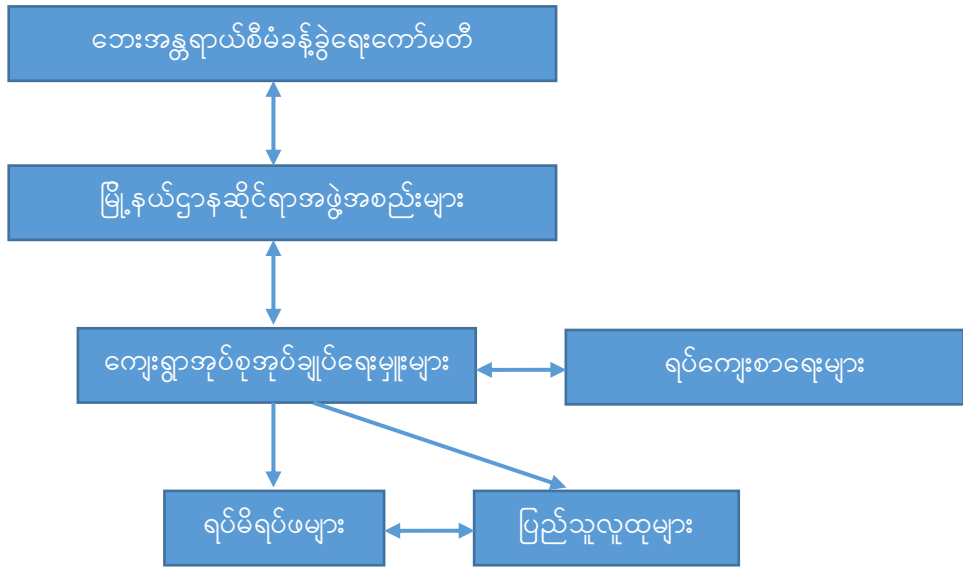 ဘေးအန္တရာယ်စီမံခန့်ခွဲရေးကော်မတီ
မြို့နယ်ဌာနဆိုင်ရာအဖွဲ့အစည်းများ
ကျေးရွာအုပ်စုအုပ်ချုပ်ရေးမှူးများ
ရပ်ကျေးစာရေးများ
ရပ်မိရပ်ဖများ
ပြည်သူလူထုများ